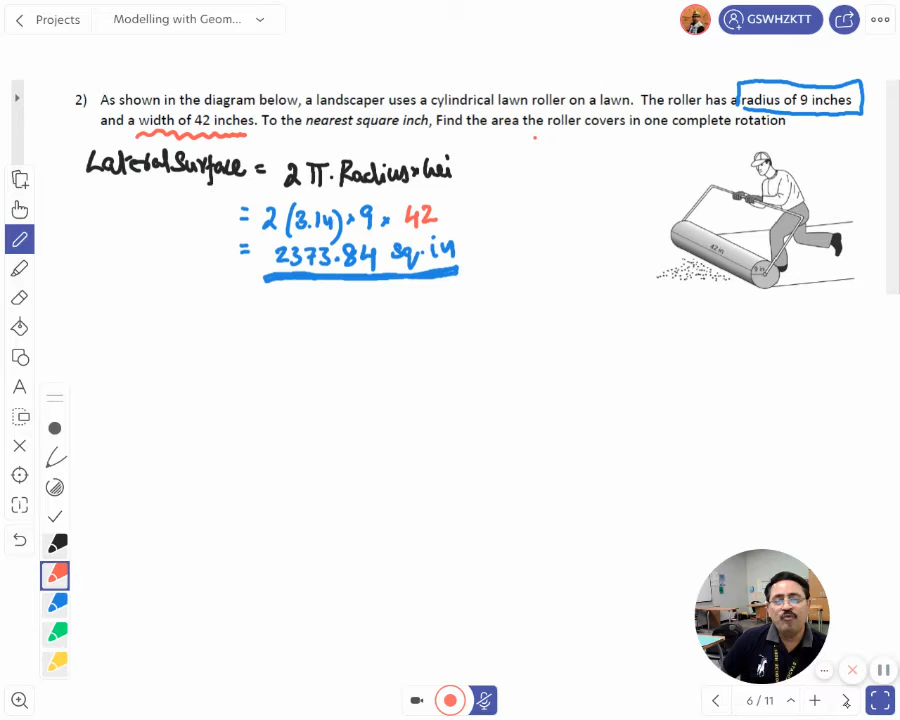 Projects
Modelling with Geom...
GSWHZKTT
2) As shown in the diagram below, a landscaper uses a cylindrical lawn roller on a lawn. The roller has a radius of 9 inches
and a width of 42 inches. To the nearest square inch, Find the area the roller covers in one complete rotation
Lateral Surface = 2 π . Radius × hei
= 2 (3.14) × 9 × 42
= 2373.84 sq.in
42 in
9 in
A
6 / 11